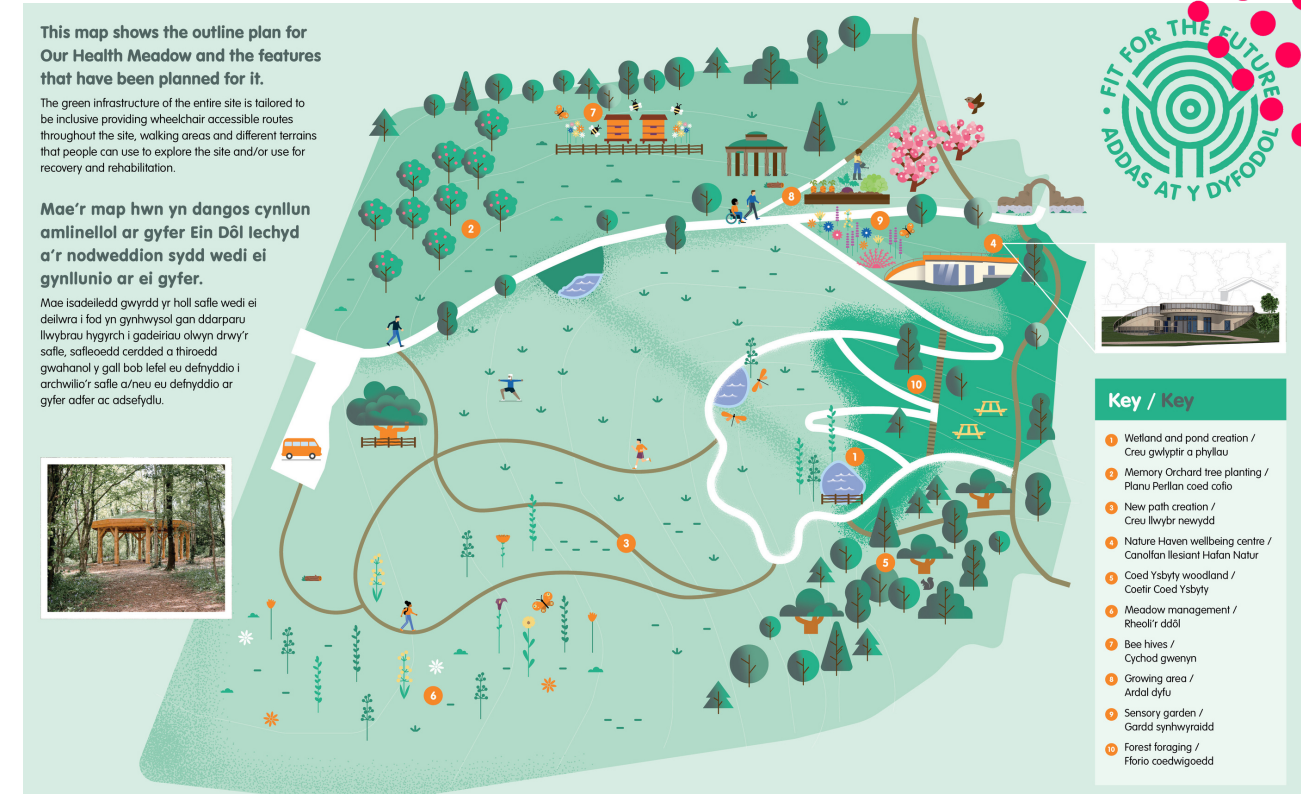 This map shows the outline plan for
Our Health Meadow and the features
that have been planned for it.
The green infrastructure of the entire site is tailored to
be inclusive providing wheelchair accessible routes
throughout the site, walking areas and different terrains
that people can use to explore the site and/or use for
recovery and rehabilitation.
Mae'r map hwn yn dangos cynllun
amlinellol ar gyfer Ein Dôl Iechyd
a'r nodweddion sydd wedi ei
gynllunio ar ei gyfer.
Mae isadeiledd gwyrdd yr holl safle wedi ei
deilwra i fod yn gynhwysol gan ddarparu
llwybrau hygyrch i gadeiriau olwyn drwy'r
safle, safleoedd cerdded a thiroedd
gwahanol y gall bob lefel eu defnyddio i
archwilio'r safle a/neu eu defnyddio ar
gyfer adfer ac adsefydlu.
7
2
8
9
4
10
1
3
5
6
• FIT FOR THE FUTURE •
ADDAS AT Y DYFODOL
Key / Key
1 Wetland and pond creation /
Creu gwlyptir a phyllau
2 Memory Orchard tree planting /
Planu Perllan coed cofio
3 New path creation /
Creu llwybr newydd
4 Nature Haven wellbeing centre /
Canolfan llesiant Hafan Natur
5 Coed Ysbyty woodland /
Coetir Coed Ysbyty
6 Meadow management /
Rheoli'r ddôl
7 Bee hives /
Cychod gwenyn
8 Growing area /
Ardal dyfu
9 Sensory garden /
Gardd synhwyraidd
10 Forest foraging /
Fforio coedwigoedd